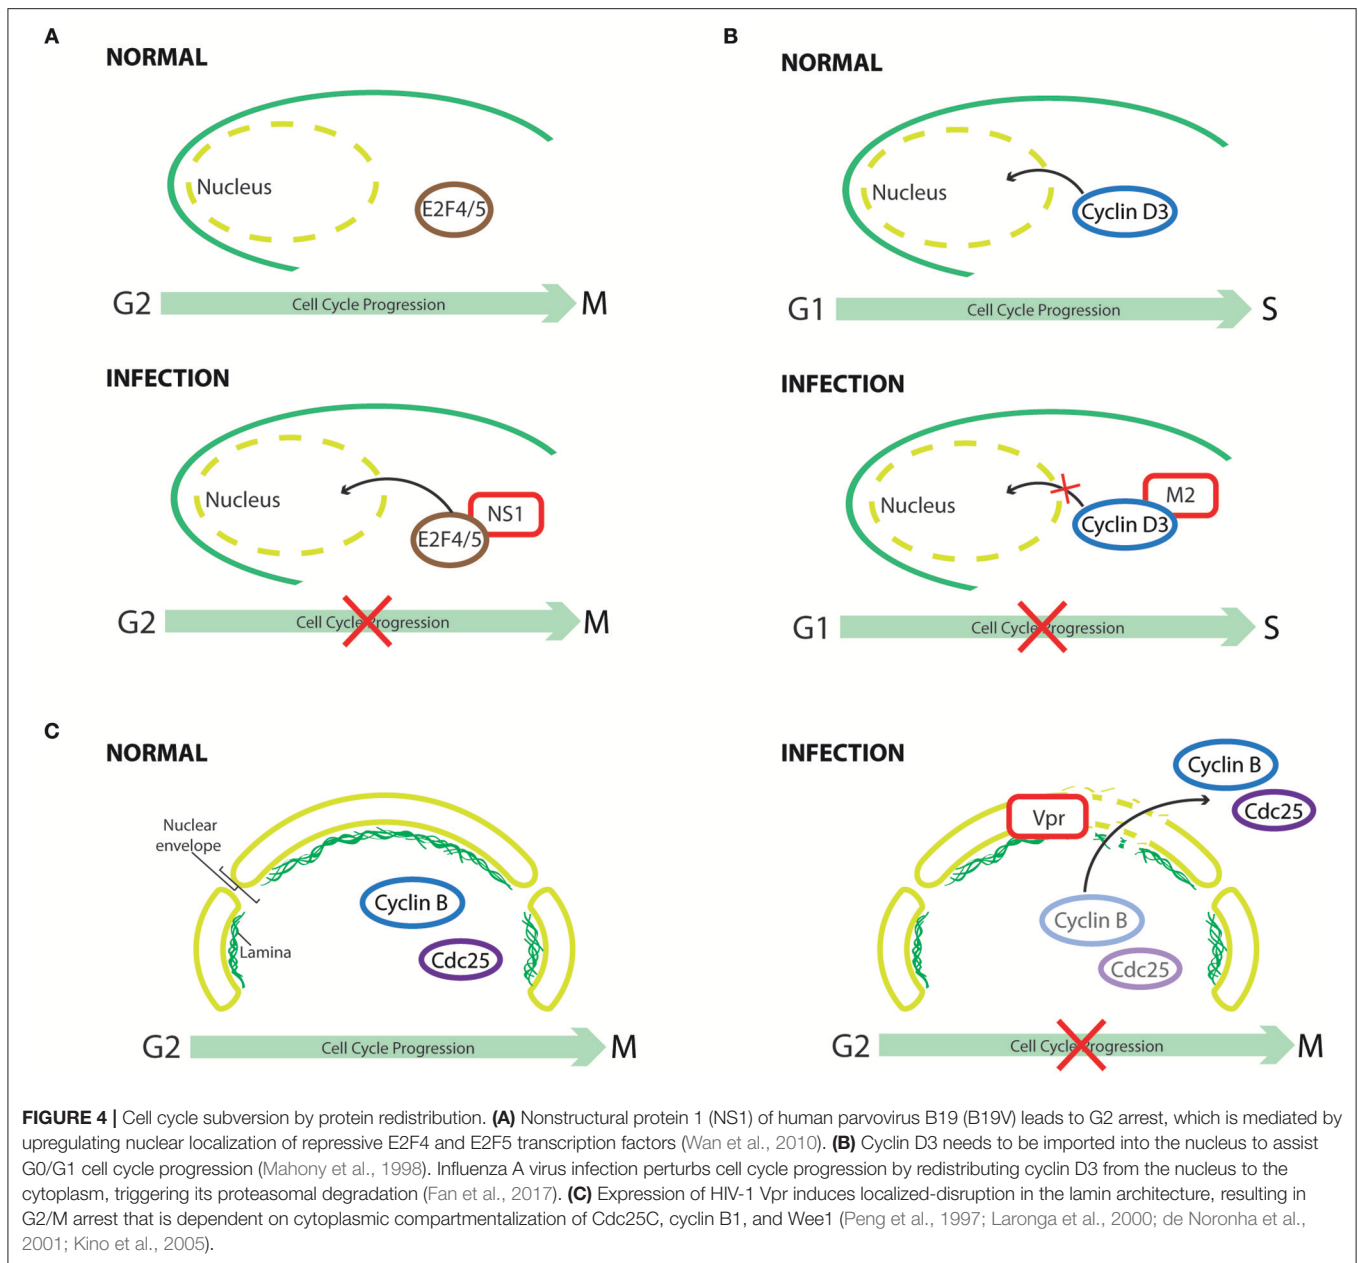 A
NORMAL
Nucleus
E2F4/5
G2
Cell Cycle Progression
M
INFECTION
Nucleus
NS1
E2F4/5
G2
Cell Cycle Progression
M
B
NORMAL
Nucleus
Cyclin D3
G1
Cell Cycle Progression
S
INFECTION
Nucleus
M2
Cyclin D3
G1
Cell Cycle Progression
S
C
NORMAL
Nuclear
envelope
Cyclin B
Lamina
Cdc25
G2
Cell Cycle Progression
M
INFECTION
Cyclin B
Cdc25
Vpr
Cyclin B
Cdc25
G2
Cell Cycle Progression
M
FIGURE 4 | Cell cycle subversion by protein redistribution. (A) Nonstructural protein 1 (NS1) of human parvovirus B19 (B19V) leads to G2 arrest, which is mediated by
upregulating nuclear localization of repressive E2F4 and E2F5 transcription factors (Wan et al., 2010). (B) Cyclin D3 needs to be imported into the nucleus to assist
G0/G1 cell cycle progression (Mahony et al., 1998). Influenza A virus infection perturbs cell cycle progression by redistributing cyclin D3 from the nucleus to the
cytoplasm, triggering its proteasomal degradation (Fan et al., 2017). (C) Expression of HIV-1 Vpr induces localized-disruption in the lamin architecture, resulting in
G2/M arrest that is dependent on cytoplasmic compartmentalization of Cdc25C, cyclin B1, and Wee1 (Peng et al., 1997; Laronga et al., 2000; de Noronha et al.,
2001; Kino et al., 2005).